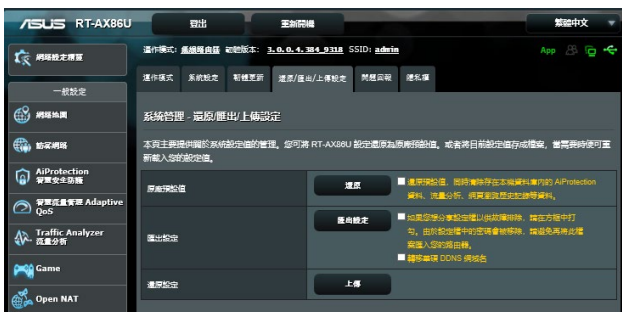 ASUS RT-AX86U 登出 重新開機 繁體中文
運作模式: 無線路由器 韌體版本: 3.0.0.4.384_9318 SSID: admin App
網路設定精靈
運作模式 系統設定 韌體更新 還原/匯出/上傳設定 問題回報 隱私權
一般設定
網路地圖
系統管理 - 還原/匯出/上傳設定
訪客網路
本頁主要提供關於系統設定值的管理。您可將 RT-AX86U 設定還原為原廠預設值。或者將目前設定值存成檔案，當需要時便可重
新載入您的設定值。
AiProtection
智慧安全防護
原廠預設值 還原 還原預設值，同時清除存在本機資料庫內的 AiProtection
資料、流量分析、網頁瀏覽歷史記錄等資料。
智慧流量管理 Adaptive
QoS
匯出設定 匯出設定 如果您想分享設定檔以供故障排除，請在方框中打
勾。由於設定檔中的密碼會被移除，請避免再將此檔
案匯入您的路由器。
轉移華碩 DDNS 網域名
Traffic Analyzer
流量分析
Game
還原設定 上傳
Open NAT